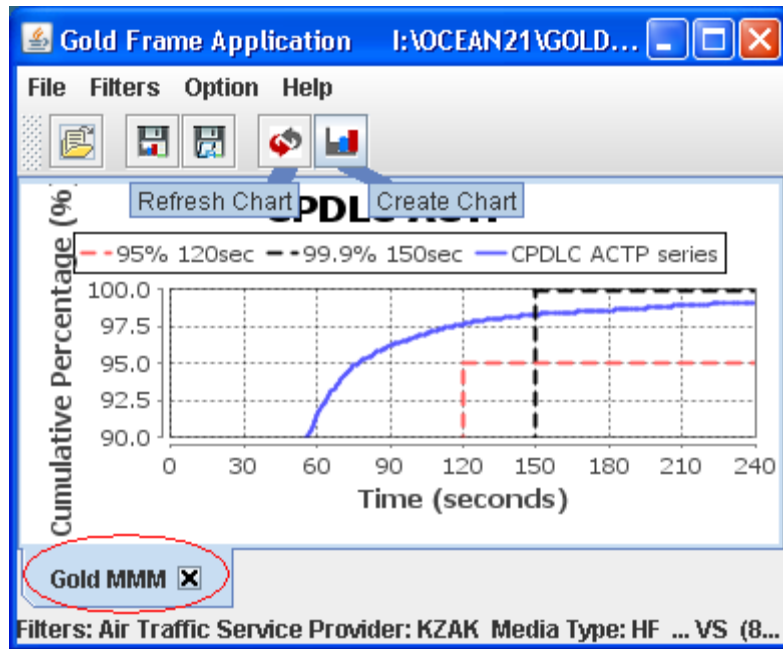 Gold Frame Application I:\OCEAN21\GOLD...
File Filters Option Help
Refresh Chart Create Chart
CPDLC ACTP
95% 120sec 99.9% 150sec CPDLC ACTP series
Cumulative Percentage (%)
100.0
97.5
95.0
92.5
90.0
0 30 60 90 120 150 180 210 240
Time (seconds)
Gold MMM
Filters: Air Traffic Service Provider: KZAK Media Type: HF ... VS (8...